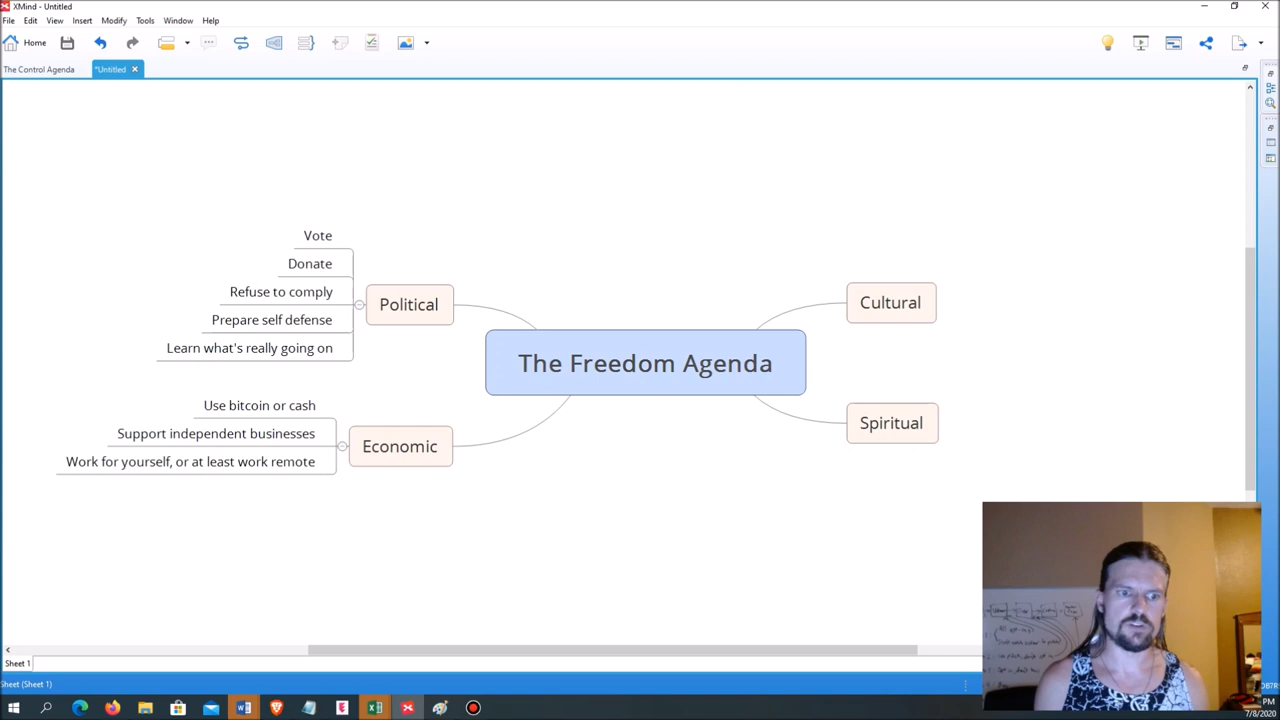 XMind - Untitled
File Edit View Insert Modify Tools Window Help
Home
The Control Agenda *Untitled
Vote
Donate
Refuse to comply
Prepare self defense
Learn what's really going on
Political
Use bitcoin or cash
Support independent businesses
Work for yourself, or at least work remote
Economic
The Freedom Agenda
Cultural
Spiritual
Sheet 1
Sheet (Sheet 1)
PM
7/8/2020